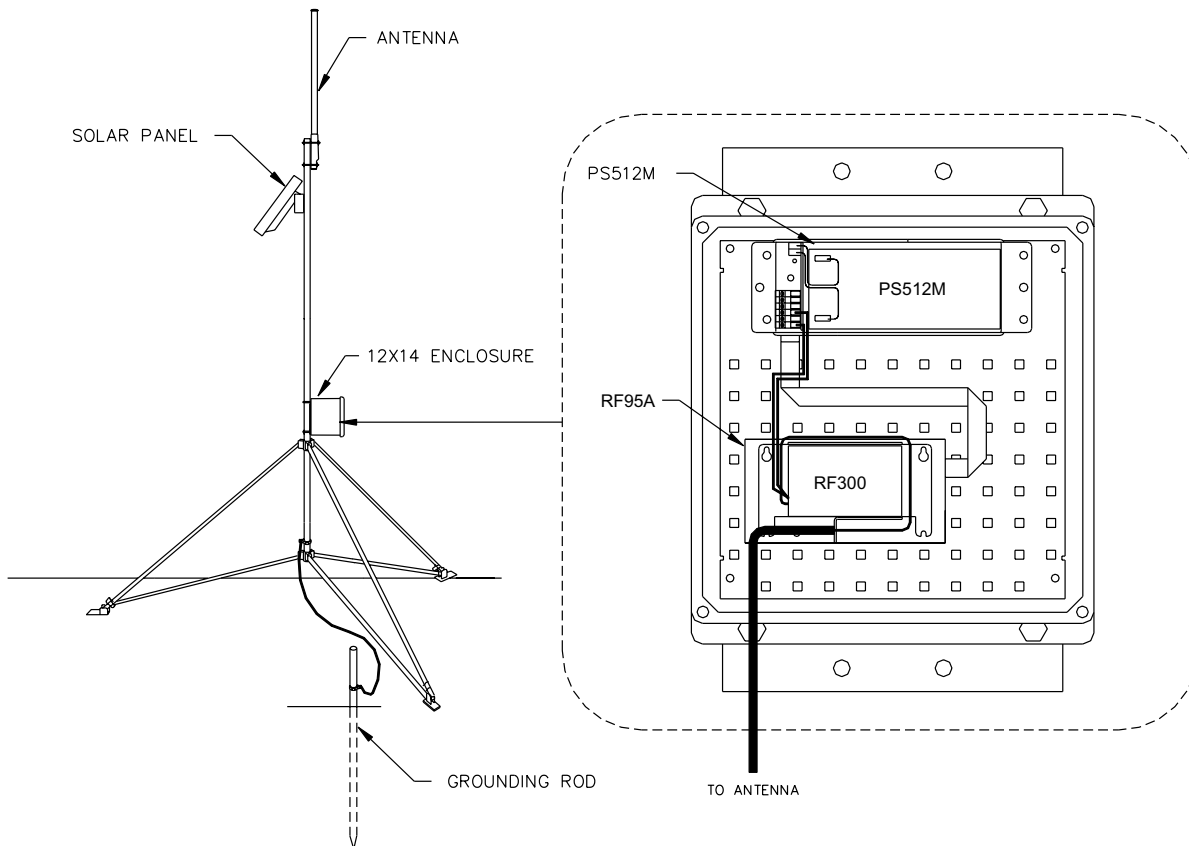 ANTENNA
SOLAR PANEL
PS512M
PS512M
12X14 ENCLOSURE
RF95A
RF300
GROUNDING ROD
TO ANTENNA